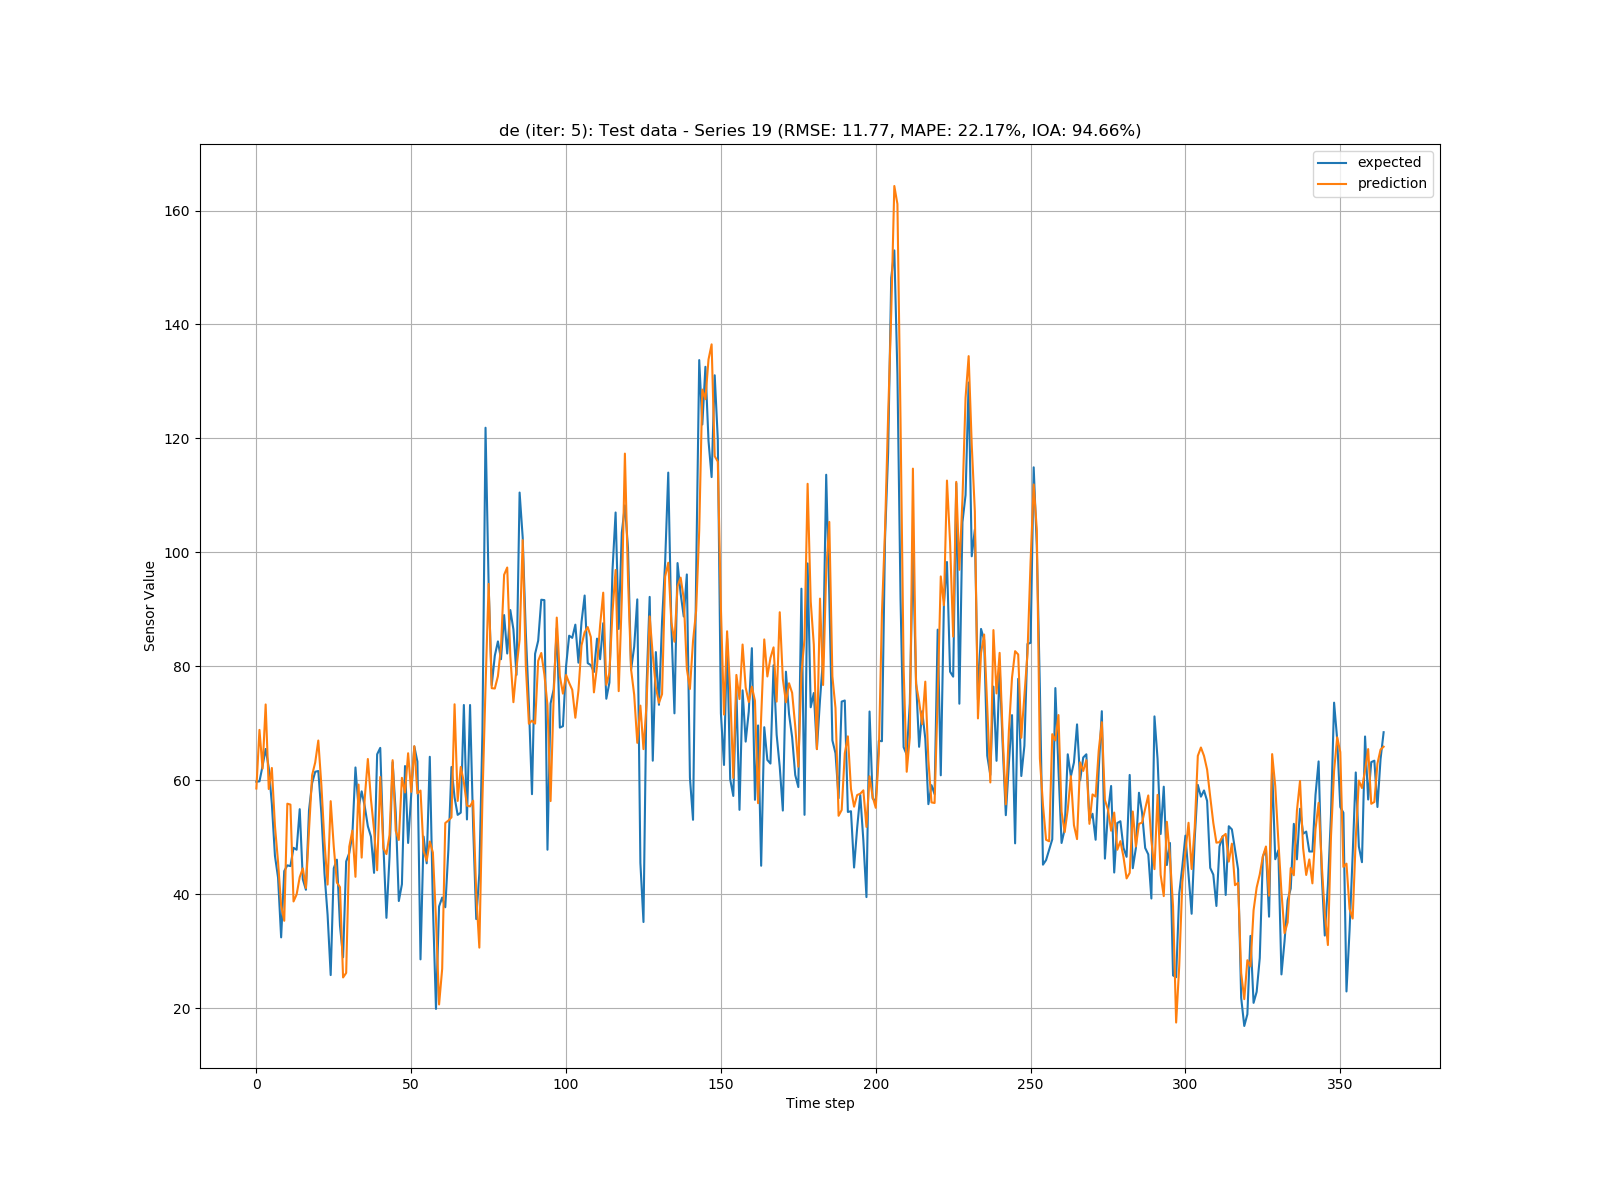 de (iter: 5): Test data - Series 19 (RMSE: 11.77, MAPE: 22.17%, IOA: 94.66%)
expected
prediction
160
140
120
100
80
60
40
20
Sensor Value
0 50 100 150 200 250 300 350
Time step